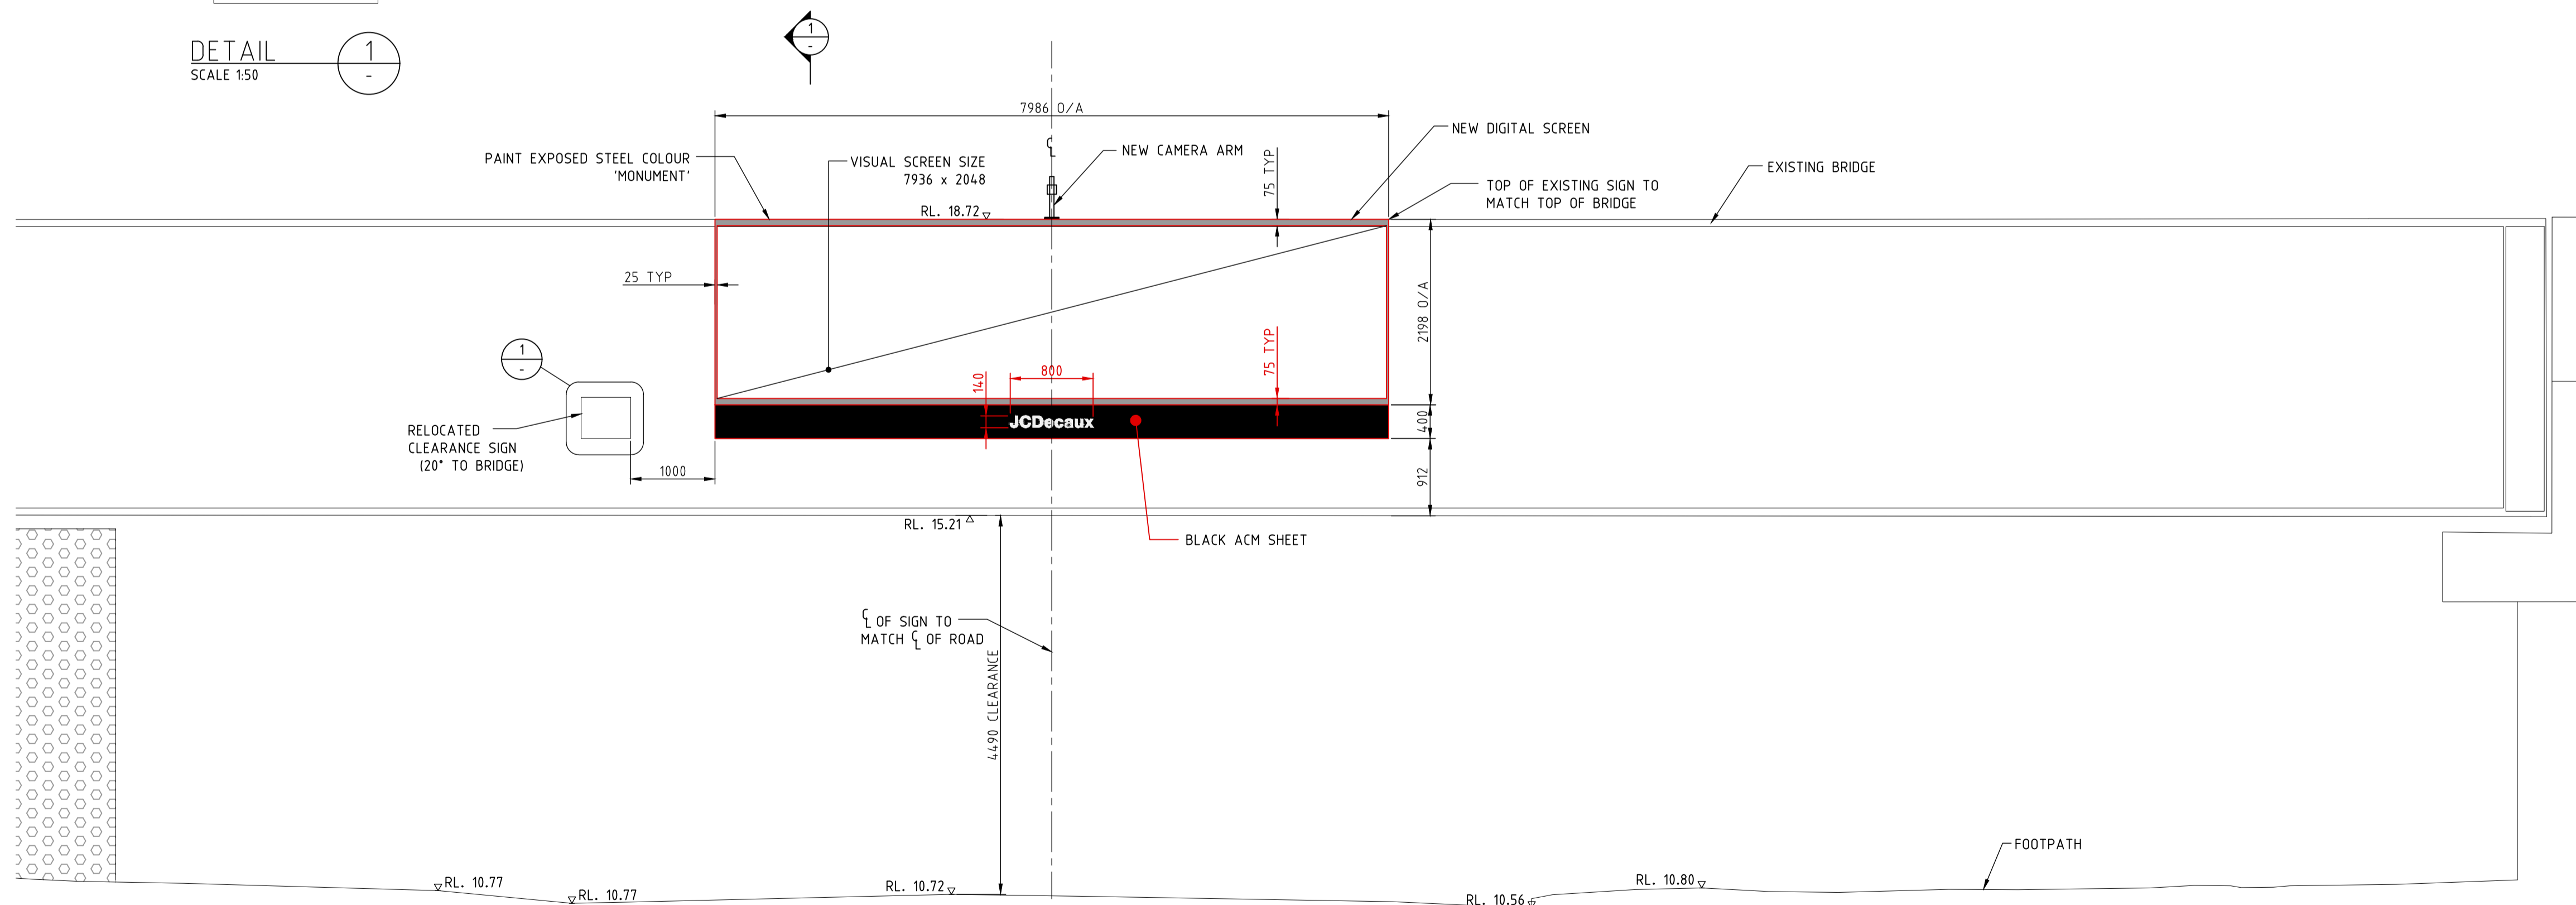 DETAIL
SCALE 1:50
1
-
1
-
7986 O/A
PAINT EXPOSED STEEL COLOUR
'MONUMENT'
VISUAL SCREEN SIZE
7936 x 2048
NEW CAMERA ARM
75 TYP
NEW DIGITAL SCREEN
TOP OF EXISTING SIGN TO
MATCH TOP OF BRIDGE
EXISTING BRIDGE
RL. 18.72
25 TYP
2198 O/A
1
-
75 TYP
140
800
JCDecaux
400
RELOCATED
CLEARANCE SIGN
(20° TO BRIDGE)
1000
912
RL. 15.21
BLACK ACM SHEET
℄ OF SIGN TO
MATCH ℄ OF ROAD
4490 CLEARANCE
FOOTPATH
RL. 10.77
RL. 10.77
RL. 10.72
RL. 10.80
RL. 10.56